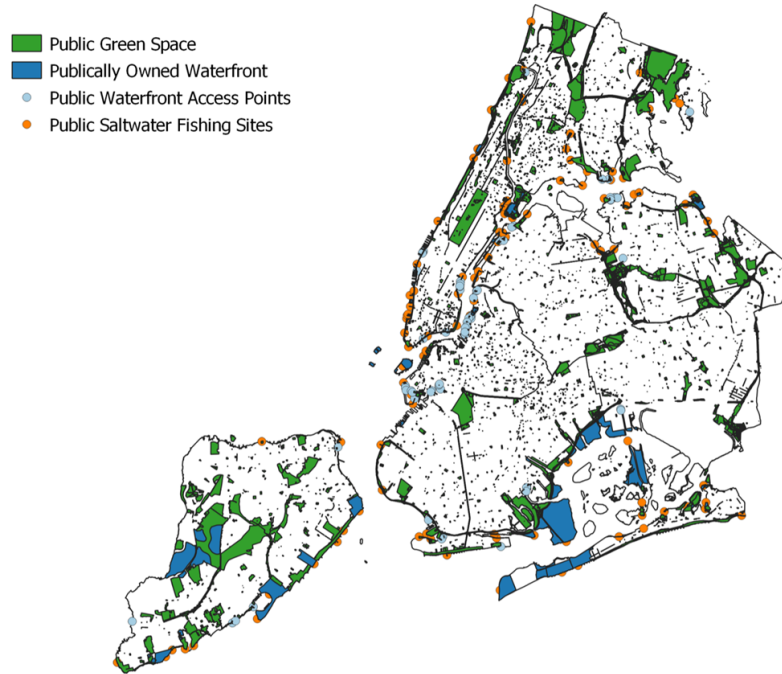 Public Green Space
Publically Owned Waterfront
Public Waterfront Access Points
Public Saltwater Fishing Sites